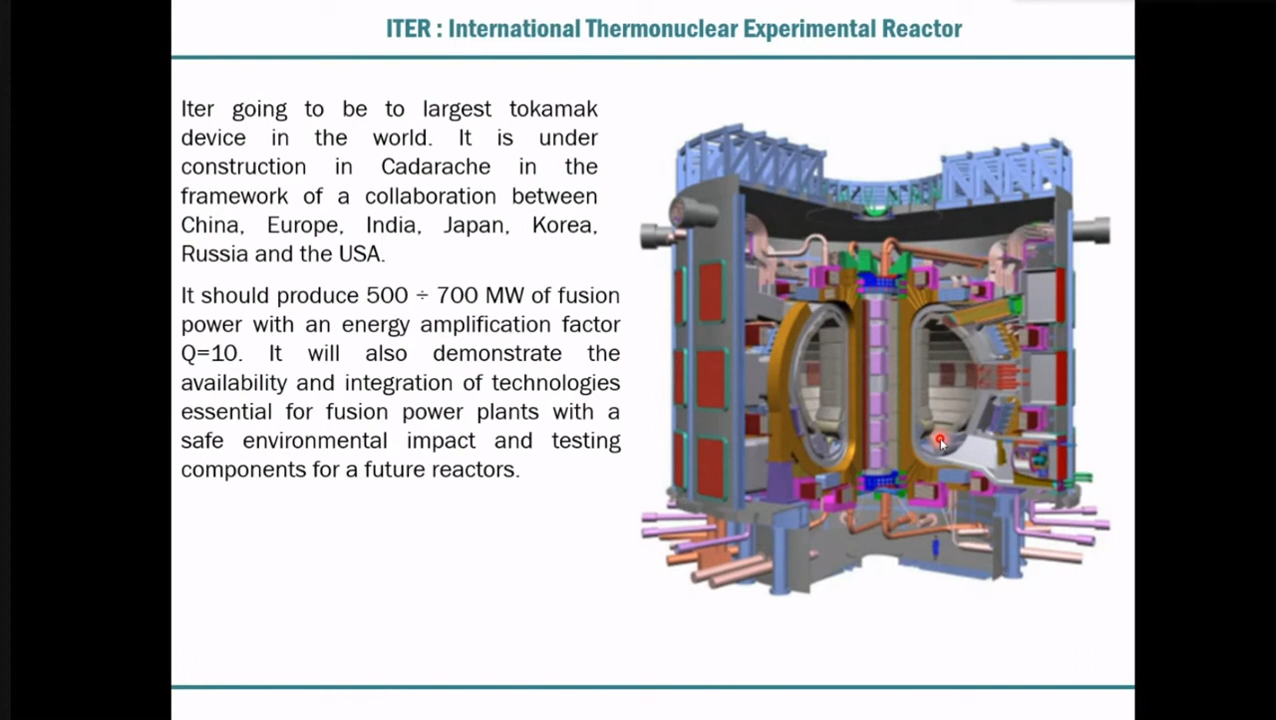 ITER : International Thermonuclear Experimental Reactor
Iter going to be to largest tokamak
device in the world. It is under
construction in Cadarache in the
framework of a collaboration between
China, Europe, India, Japan, Korea,
Russia and the USA.
It should produce 500 ÷ 700 MW of fusion
power with an energy amplification factor
Q=10. It will also demonstrate the
availability and integration of technologies
essential for fusion power plants with a
safe environmental impact and testing
components for a future reactors.